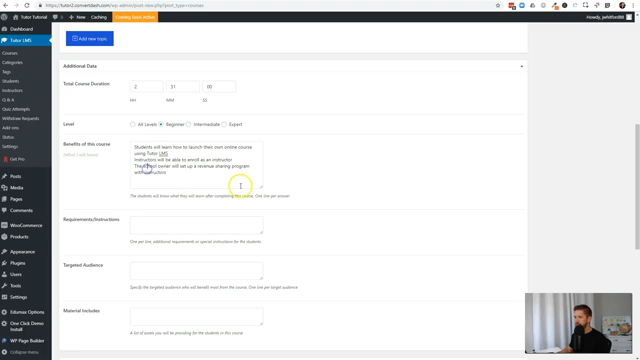 https://tutor2.convertdash.com/wp-admin/post-new.php?post_type=courses
Tutor Tutorial
0
New
Caching
Coming Soon Active
Howdy,
Dashboard
Tutor LMS
Courses
Categories
Tags
Students
Instructors
Q & A
Quiz Attempts
Withdraw Requests
Add-ons
Status
Settings
Get Pro
Posts
Media
Pages
Comments
WooCommerce
Products
Appearance
Plugins
Users
Tools
Settings
Edumax Options
One Click Demo
Install
WP Page Builder
Add new topic
Additional Data
Total Course Duration
2
31
00
HH
MM
SS
Level
All Levels
Beginner
Intermediate
Expert
Benefits of this course
(What I will learn)
Students will learn how to launch their own online course
using Tutor LMS
Instructors will be able to enroll as an instructor
The owner will set up a revenue sharing program
with instructors
The students will know what they will learn after completing this course, One line per answer
Requirements/Instructions
One per line, additional requirements or special instructions for the students.
Targeted Audience
Specify the targeted audience who will benefit most from the course, One line per target audience
Material Includes
A list of assets you will be providing for the students in this course